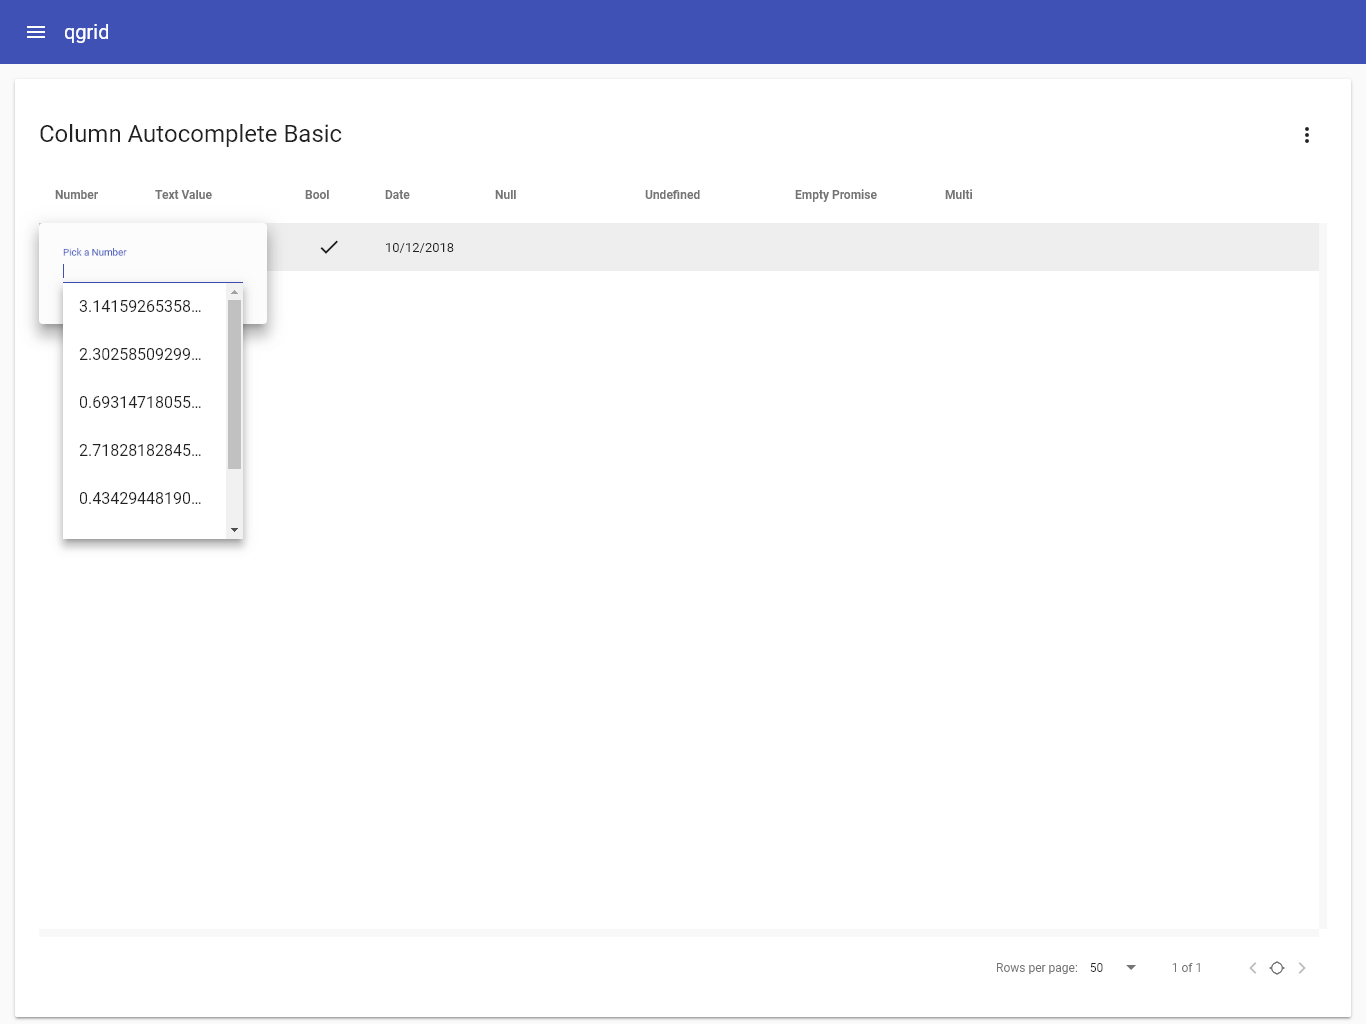 qgrid
Column Autocomplete Basic
Number Text Value Bool Date Null Undefined Empty Promise Multi
10/12/2018
Pick a Number
3.14159265358…
2.30258509299…
0.69314718055…
2.71828182845…
0.43429448190…
Rows per page: 50 1 of 1